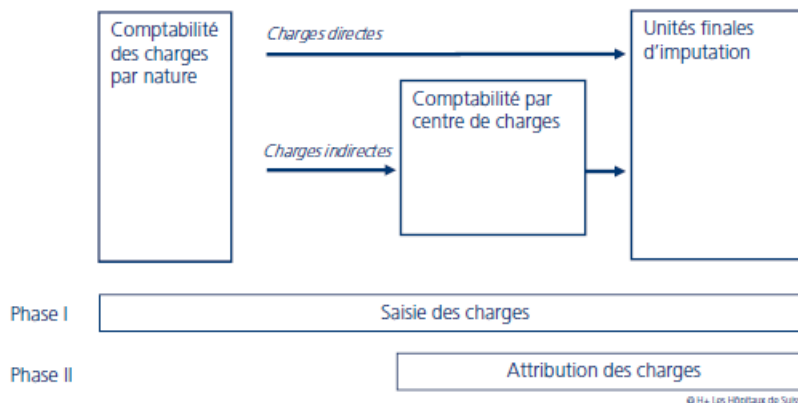 Comptabilité
des charges
par nature
Charges directes
Unités finales
d'imputation
Comptabilité par
centre de charges
Charges indirectes
Phase I
Saisie des charges
Phase II
Attribution des charges
© H+ Les Hôpitaux de